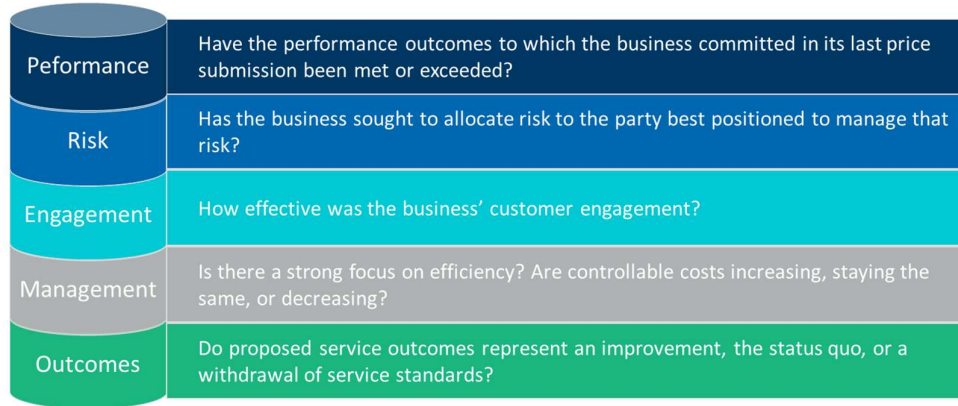 Peformance
Have the performance outcomes to which the business committed in its last price
submission been met or exceeded?
Risk
Has the business sought to allocate risk to the party best positioned to manage that
risk?
Engagement
How effective was the business’ customer engagement?
Management
Is there a strong focus on efficiency? Are controllable costs increasing, staying the
same, or decreasing?
Outcomes
Do proposed service outcomes represent an improvement, the status quo, or a
withdrawal of service standards?